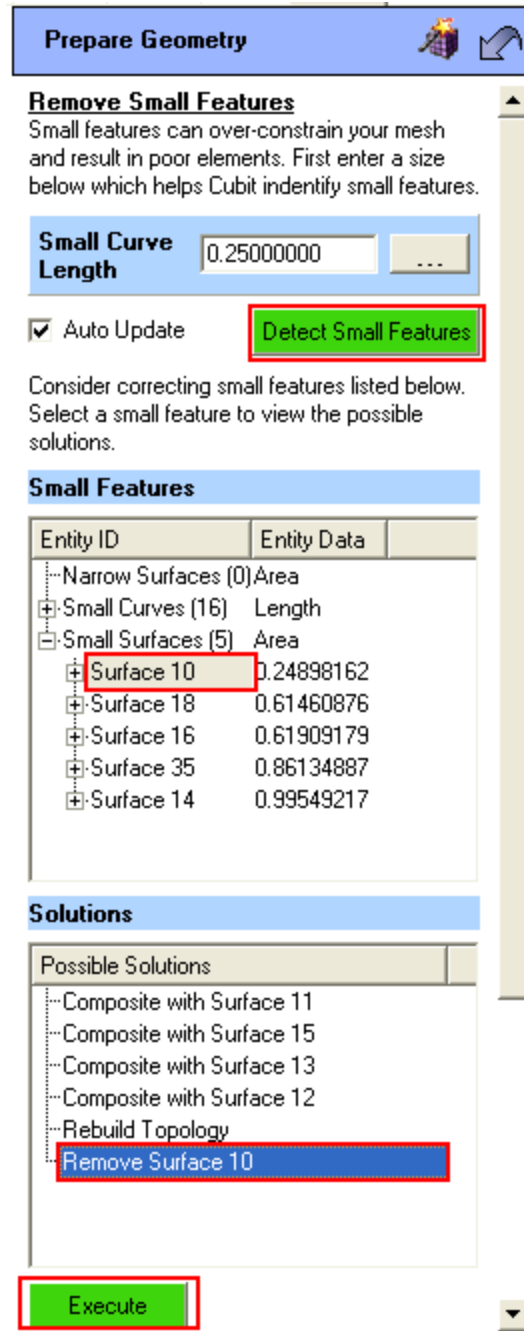 Prepare Geometry
Remove Small Features
Small features can over-constrain your mesh
and result in poor elements. First enter a size
below which helps Cubit indentify small features.
Small Curve
Length
0.25000000
...
Auto Update
Detect Small Features
Consider correcting small features listed below.
Select a small feature to view the possible
solutions.
Small Features
Entity ID Entity Data
Narrow Surfaces (0) Area
Small Curves (16) Length
Small Surfaces (5) Area
Surface 10 0.24898162
Surface 18 0.61460876
Surface 16 0.61909179
Surface 35 0.86134887
Surface 14 0.99549217
Solutions
Possible Solutions
Composite with Surface 11
Composite with Surface 15
Composite with Surface 13
Composite with Surface 12
Rebuild Topology
Remove Surface 10
Execute